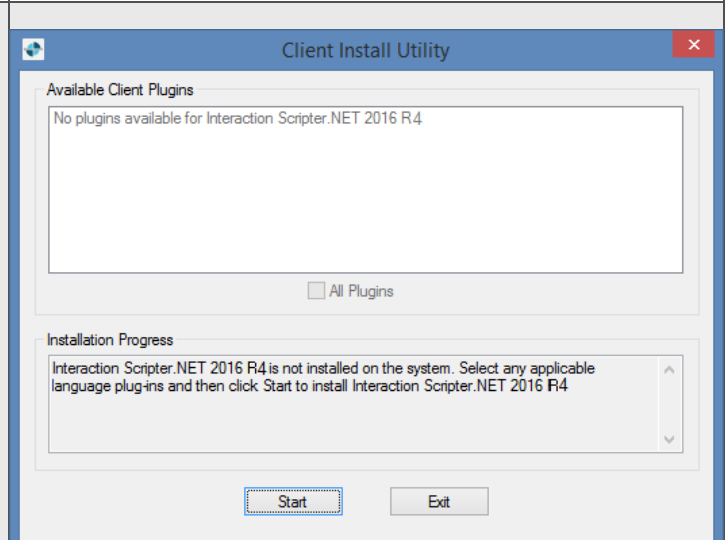 Client Install Utility
Available Client Plugins
No plugins available for Interaction Scripter.NET 2016 R4
All Plugins
Installation Progress
Interaction Scripter.NET 2016 R4 is not installed on the system. Select any applicable
language plug-ins and then click Start to install Interaction Scripter.NET 2016 R4
Start
Exit